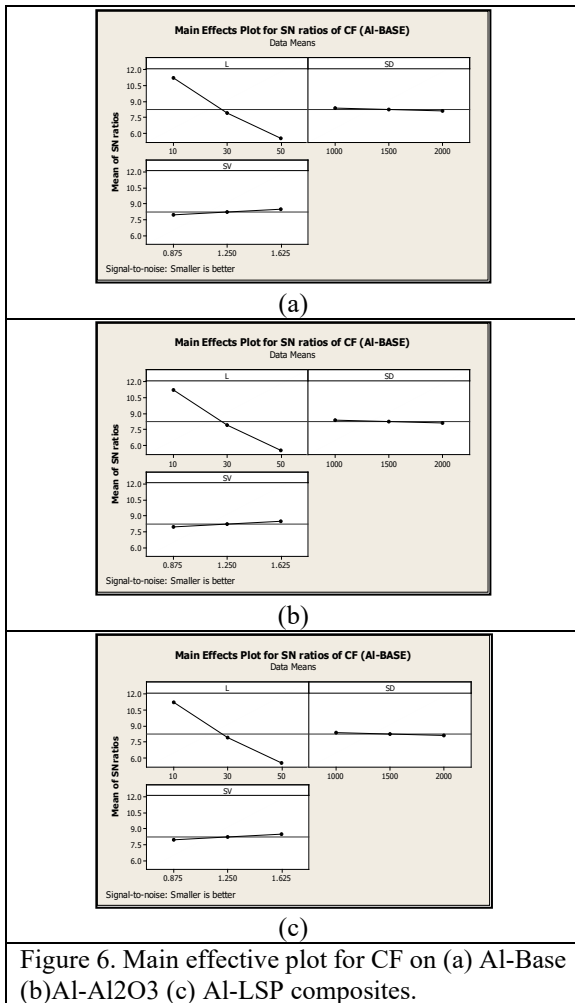 Main Effects Plot for SN ratios of CF (Al-BASE)
Data Means
L SD
Mean of SN ratios
12.0
10.5
9.0
7.5
6.0
10 30 50 1000 1500 2000
SV
12.0
10.5
9.0
7.5
6.0
0.875 1.250 1.625
Signal-to-noise: Smaller is better
(a)
Main Effects Plot for SN ratios of CF (Al-BASE)
Data Means
L SD
Mean of SN ratios
12.0
10.5
9.0
7.5
6.0
10 30 50 1000 1500 2000
SV
12.0
10.5
9.0
7.5
6.0
0.875 1.250 1.625
Signal-to-noise: Smaller is better
(b)
Main Effects Plot for SN ratios of CF (Al-BASE)
Data Means
L SD
Mean of SN ratios
12.0
10.5
9.0
7.5
6.0
10 30 50 1000 1500 2000
SV
12.0
10.5
9.0
7.5
6.0
0.875 1.250 1.625
Signal-to-noise: Smaller is better
(c)
Figure 6. Main effective plot for CF on (a) Al-Base
(b)Al-Al2O3 (c) Al-LSP composites.